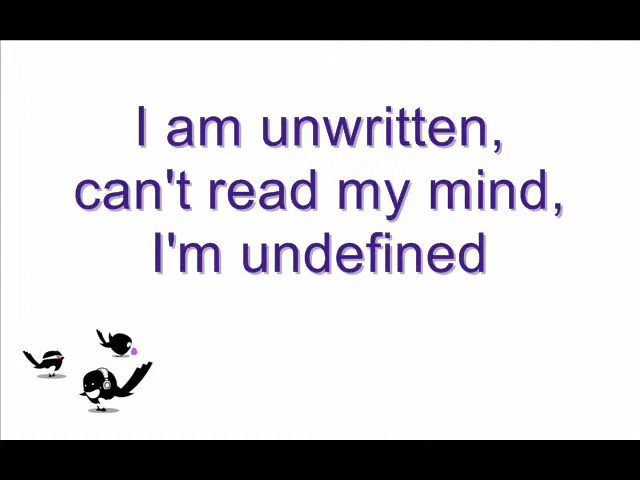 I am unwritten,
can't read my mind,
I'm undefined